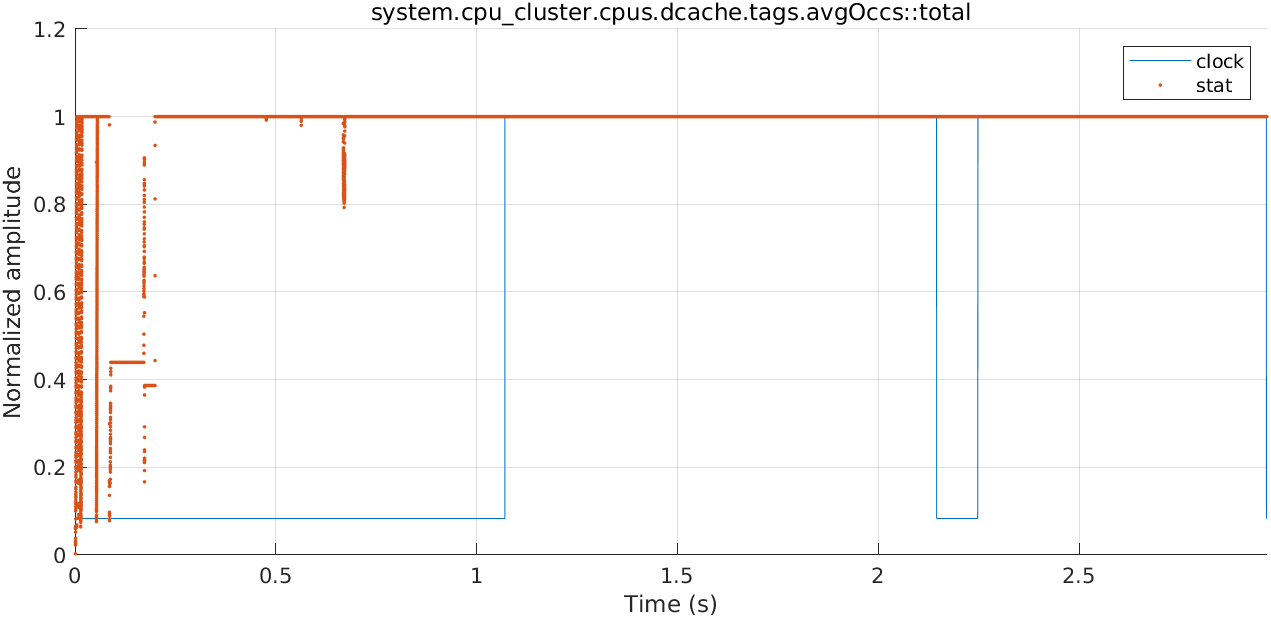 system.cpu_cluster.cpus.dcache.tags.avgOccs::total
Normalized amplitude
1.2
1
0.8
0.6
0.4
0.2
0
clock
stat
0 0.5 1 1.5 2 2.5
Time (s)